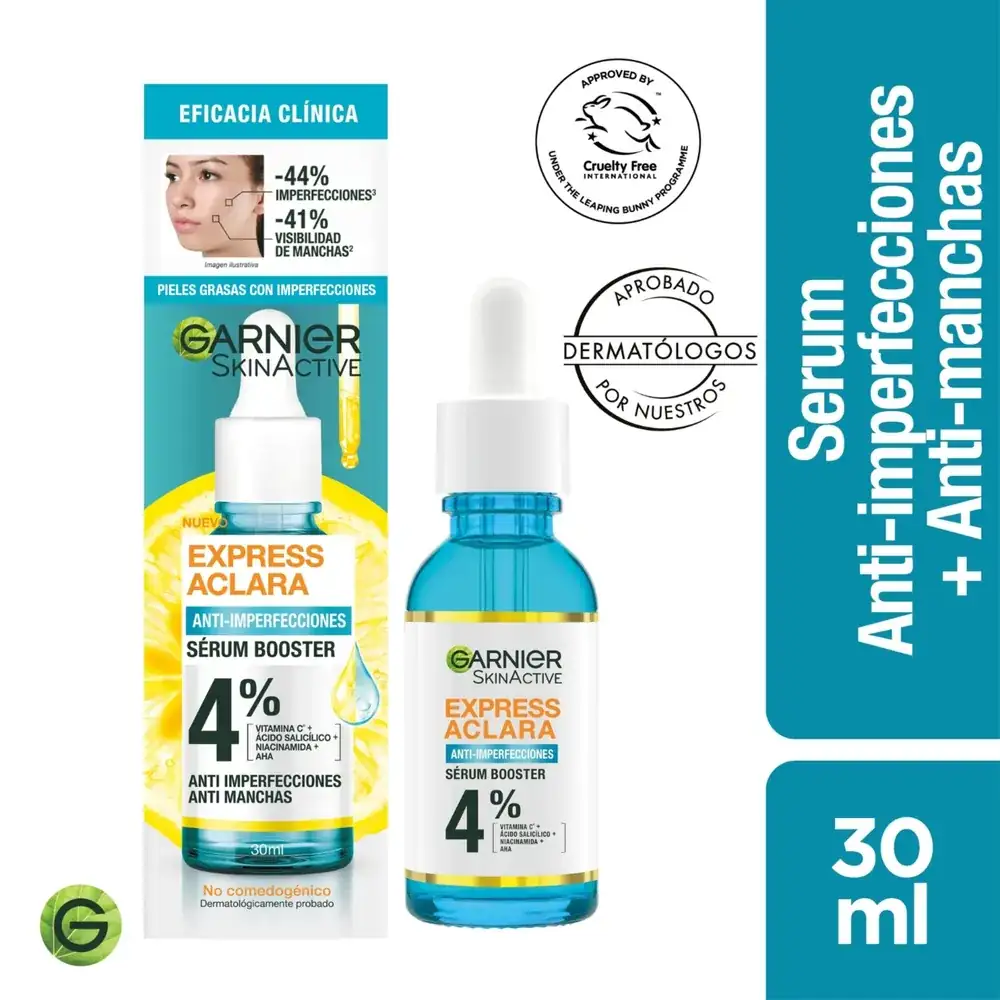 EFICACIA CLÍNICA
-44%
IMPERFECCIONES³
-41%
VISIBILIDAD
DE MANCHAS²
Imagen ilustrativa
PIELES GRASAS CON IMPERFECCIONES
GARNIER
SKINACTIVE
NUEVO
EXPRESS
ACLARA
ANTI-IMPERFECCIONES
SÉRUM BOOSTER
4%
VITAMINA C* +
ÁCIDO SALICÍLICO +
NIACINAMIDA +
AHA
ANTI IMPERFECCIONES
ANTI MANCHAS
30ml
No comedogénico
Dermatológicamente probado
G
GARNIER
SKINACTIVE
EXPRESS
ACLARA
ANTI-IMPERFECCIONES
SÉRUM BOOSTER
4%
VITAMINA C* +
ÁCIDO SALICÍLICO +
NIACINAMIDA +
AHA
APPROVED BY
™
Cruelty Free
INTERNATIONAL
UNDER THE LEAPING BUNNY PROGRAMME
APROBADO
DERMATÓLOGOS
POR NUESTROS
Serum
Anti-imperfecciones
+ Anti-manchas
30
ml